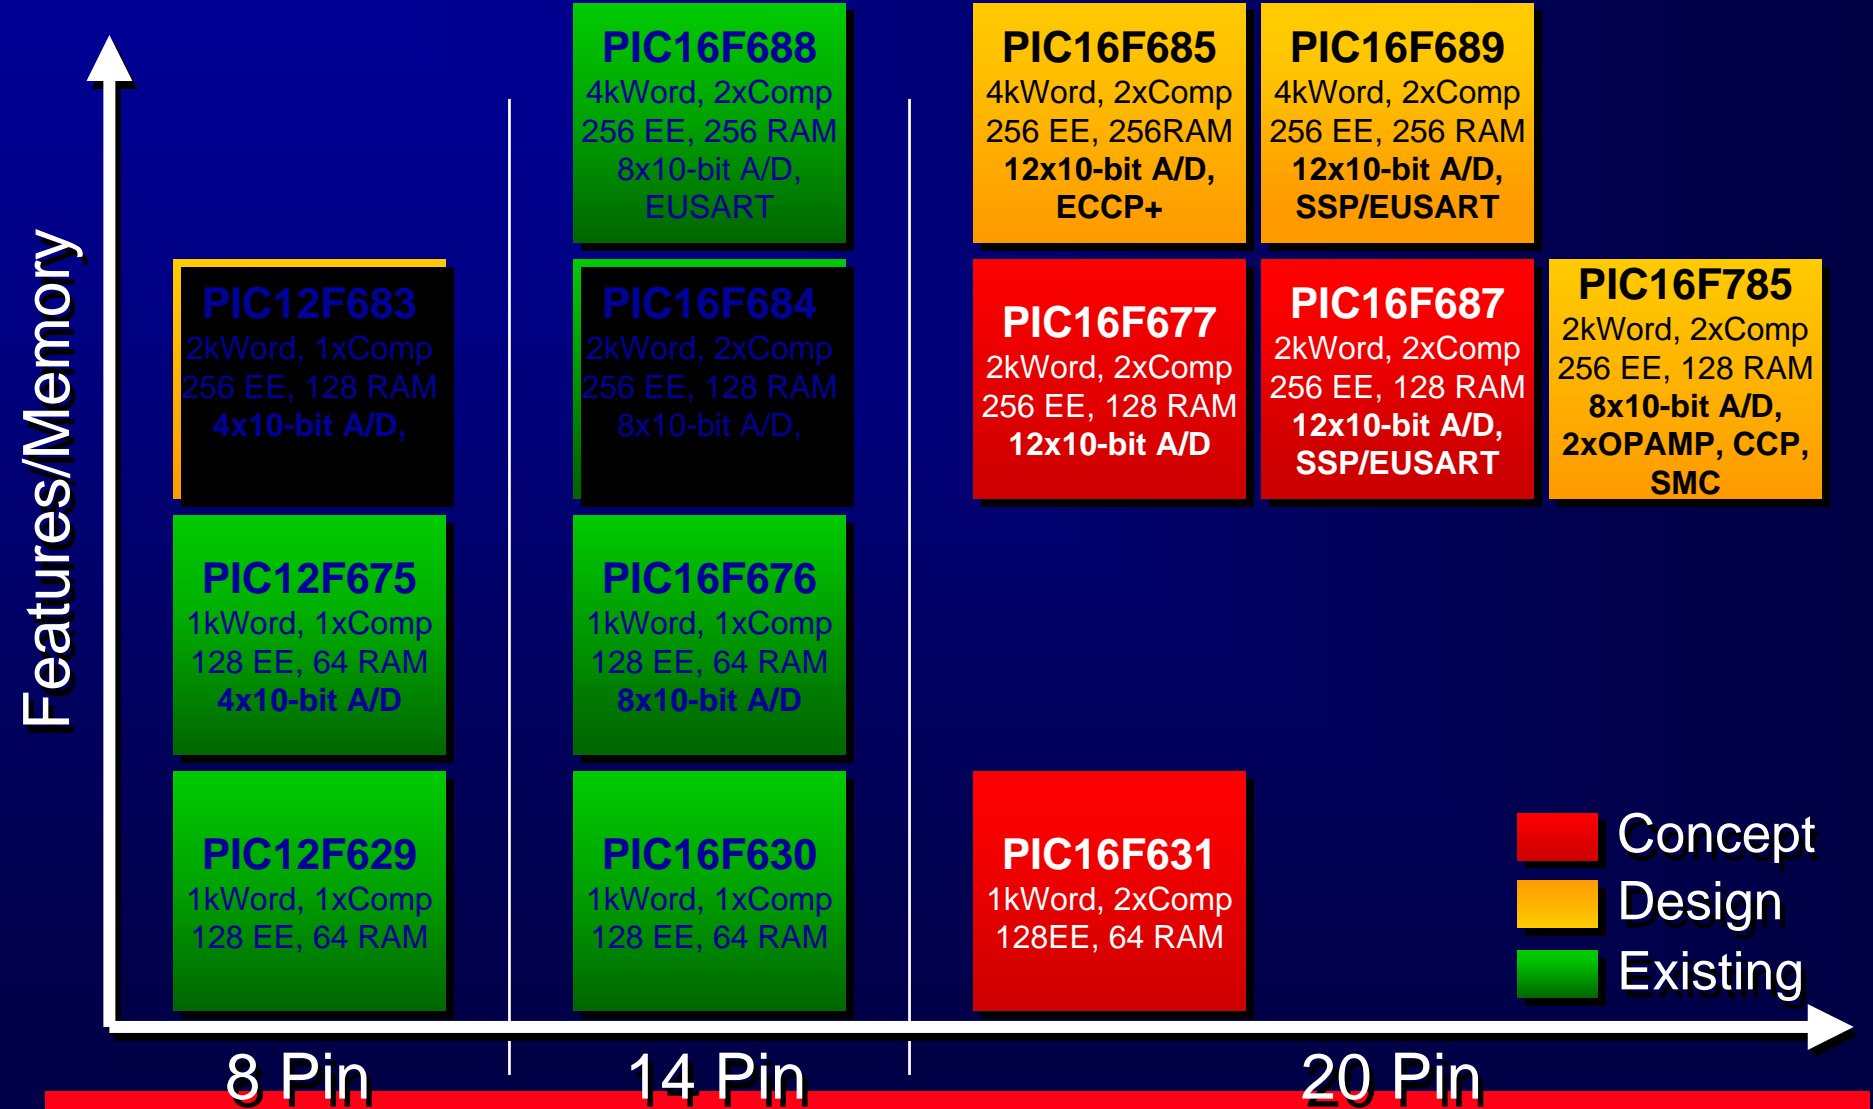 Features/Memory
PIC16F688
4kWord, 2xComp
256 EE, 256 RAM
8x10-bit A/D,
EUSART
PIC16F685
4kWord, 2xComp
256 EE, 256RAM
12x10-bit A/D,
ECCP+
PIC16F689
4kWord, 2xComp
256 EE, 256 RAM
12x10-bit A/D,
SSP/EUSART
PIC12F683
2kWord, 1xComp
256 EE, 128 RAM
4x10-bit A/D,
PIC16F684
2kWord, 2xComp
256 EE, 128 RAM
8x10-bit A/D,
PIC16F677
2kWord, 2xComp
256 EE, 128 RAM
12x10-bit A/D
PIC16F687
2kWord, 2xComp
256 EE, 128 RAM
12x10-bit A/D,
SSP/EUSART
PIC16F785
2kWord, 2xComp
256 EE, 128 RAM
8x10-bit A/D,
2xOPAMP, CCP,
SMC
PIC12F675
1kWord, 1xComp
128 EE, 64 RAM
4x10-bit A/D
PIC16F676
1kWord, 1xComp
128 EE, 64 RAM
8x10-bit A/D
PIC12F629
1kWord, 1xComp
128 EE, 64 RAM
PIC16F630
1kWord, 1xComp
128 EE, 64 RAM
PIC16F631
1kWord, 2xComp
128EE, 64 RAM
Concept
Design
Existing
8 Pin
14 Pin
20 Pin